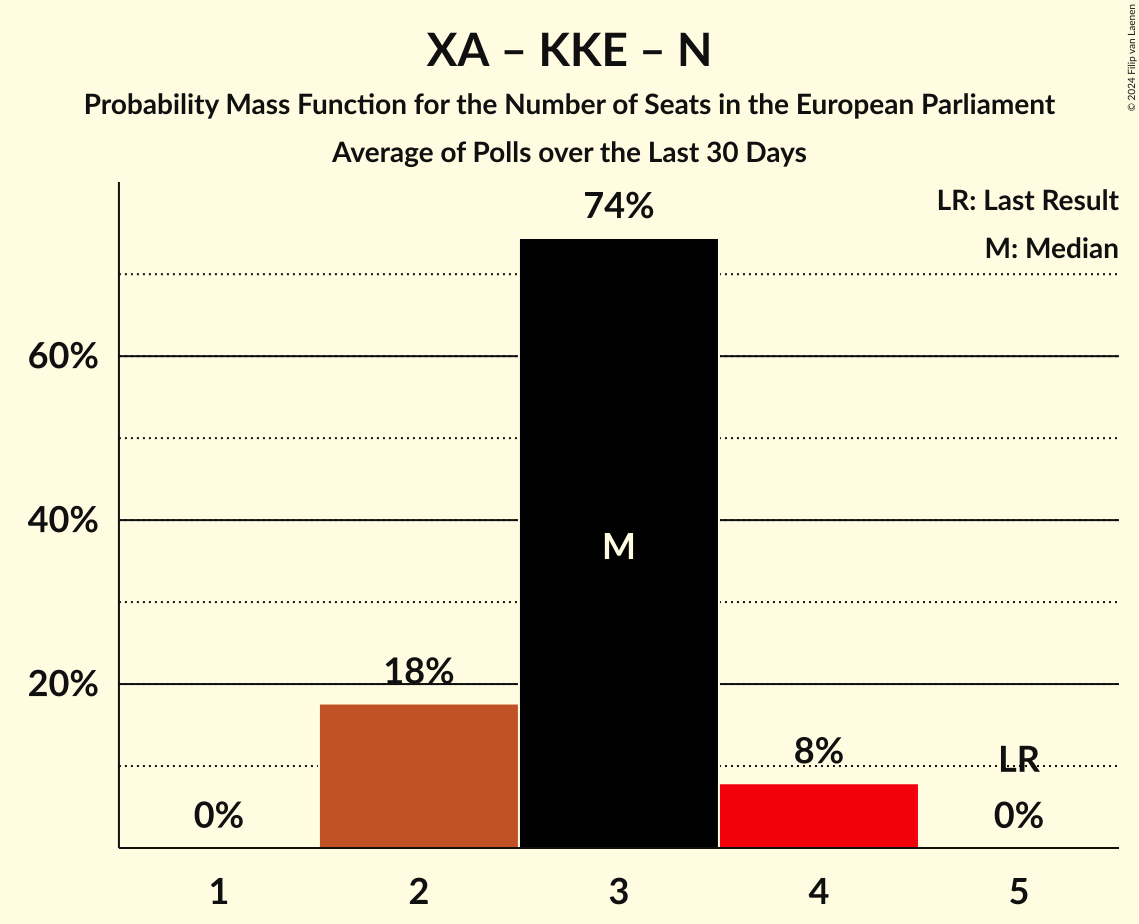 XA – KKE – N
Probability Mass Function for the Number of Seats in the European Parliament
Average of Polls over the Last 30 Days
© 2024 Filip van Laenen
LR: Last Result
M: Median
74%
60%
40%
M
20%
18%
8%
LR
0%
0%
1 2 3 4 5